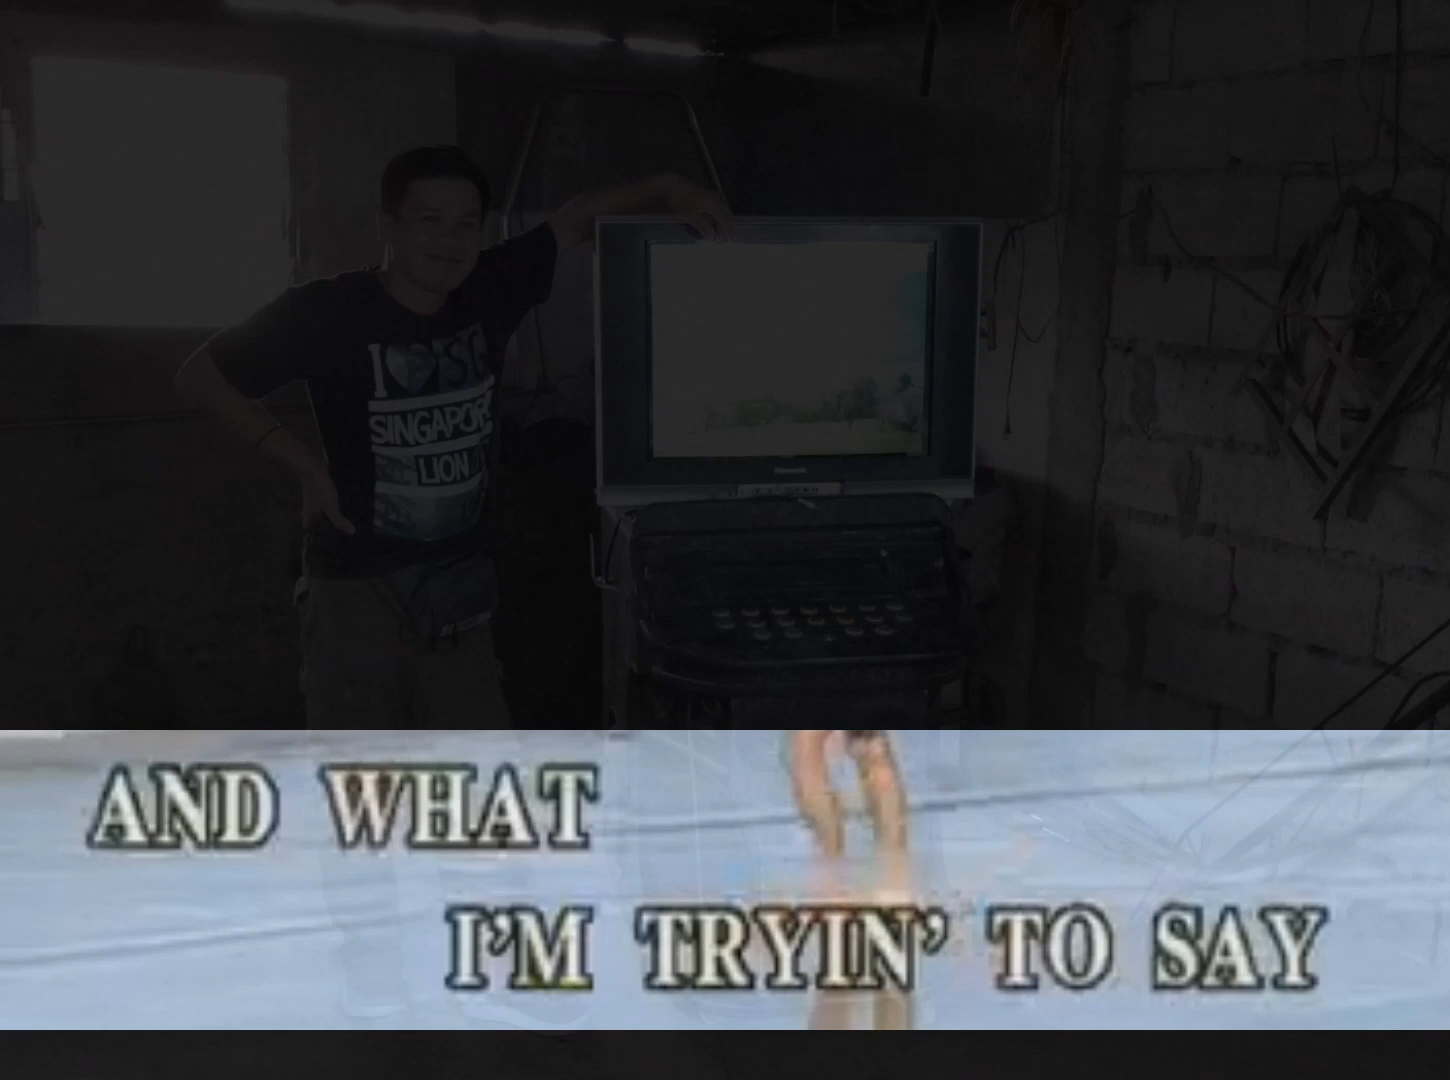 I SG
SINGAPORE
LION
AND WHAT
I'M TRYIN' TO SAY